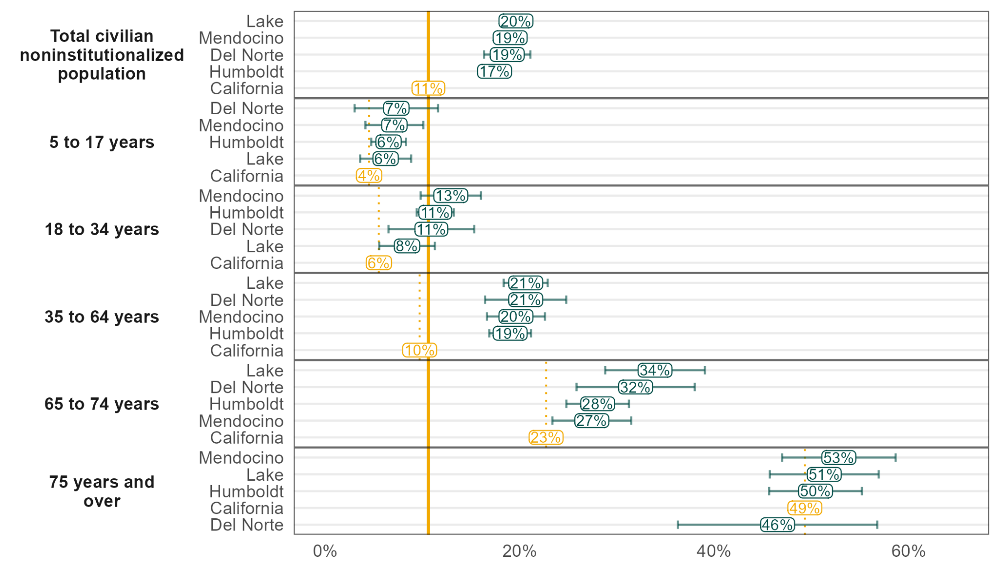 Total civilian
noninstitutionalized
population
Lake 20%
Mendocino 19%
Del Norte 19%
Humboldt 17%
California 11%
5 to 17 years
Del Norte 7%
Mendocino 7%
Humboldt 6%
Lake 6%
California 4%
18 to 34 years
Mendocino 13%
Humboldt 11%
Del Norte 11%
Lake 8%
California 6%
35 to 64 years
Lake 21%
Del Norte 21%
Mendocino 20%
Humboldt 19%
California 10%
65 to 74 years
Lake 34%
Del Norte 32%
Humboldt 28%
Mendocino 27%
California 23%
75 years and
over
Mendocino 53%
Lake 51%
Humboldt 50%
California 49%
Del Norte 46%
0% 20% 40% 60%